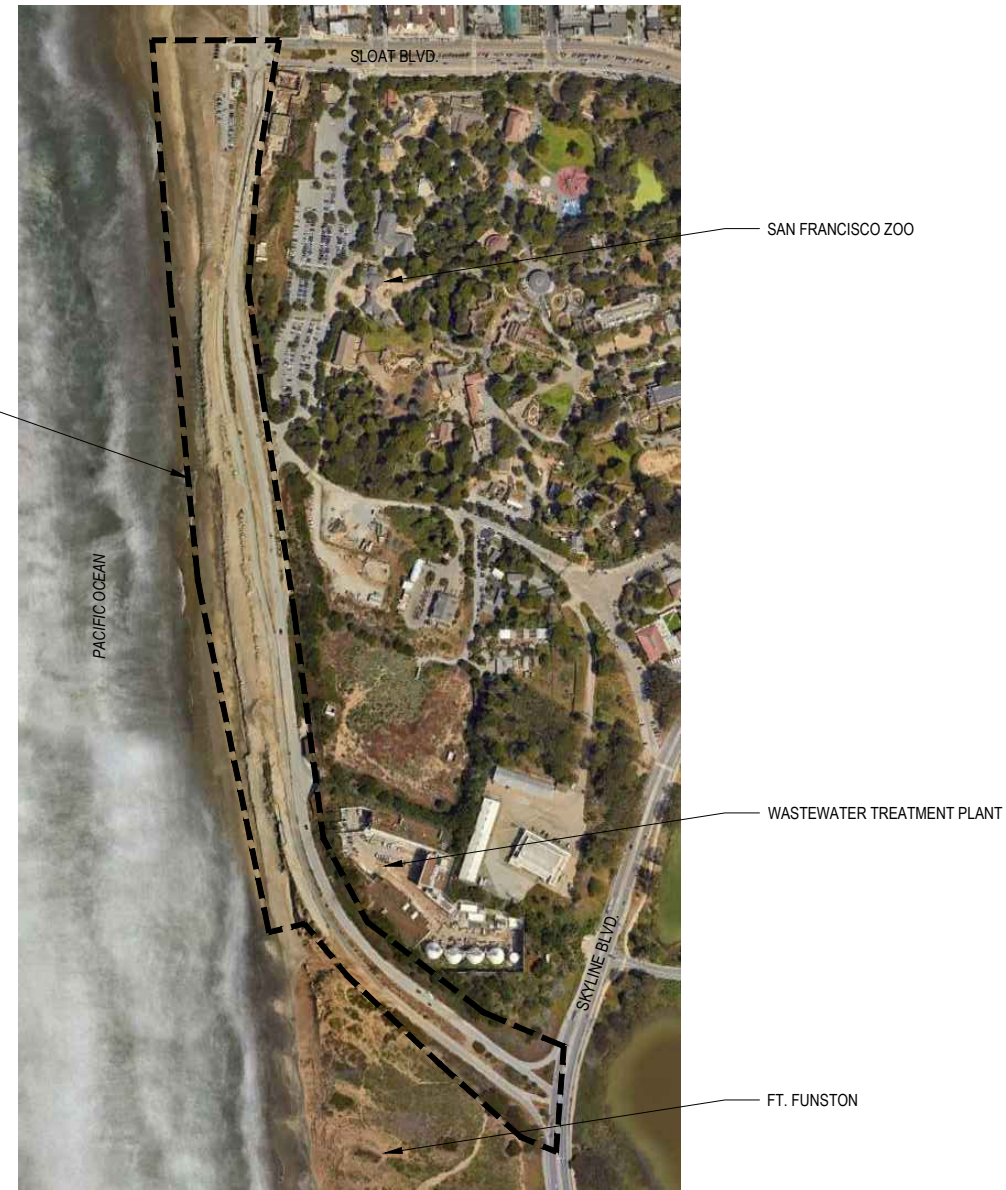 SLOAT BLVD.
SAN FRANCISCO ZOO
PACIFIC OCEAN
WASTEWATER TREATMENT PLANT
SKYLINE BLVD.
FT. FUNSTON